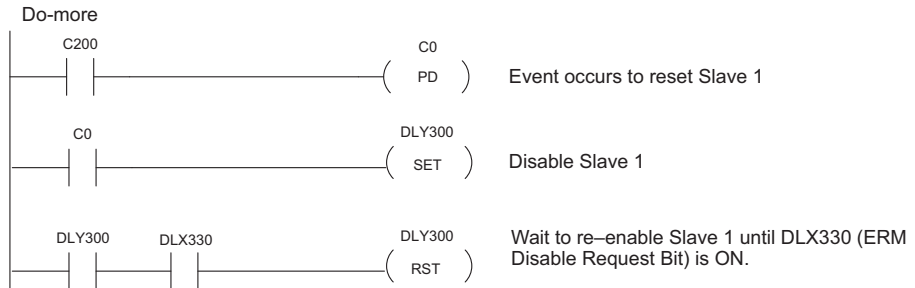 Do-more
C200
C0
PD
Event occurs to reset Slave 1
C0
DLY300
SET
Disable Slave 1
DLY300
DLX330
DLY300
RST
Wait to re–enable Slave 1 until DLX330 (ERM
Disable Request Bit) is ON.